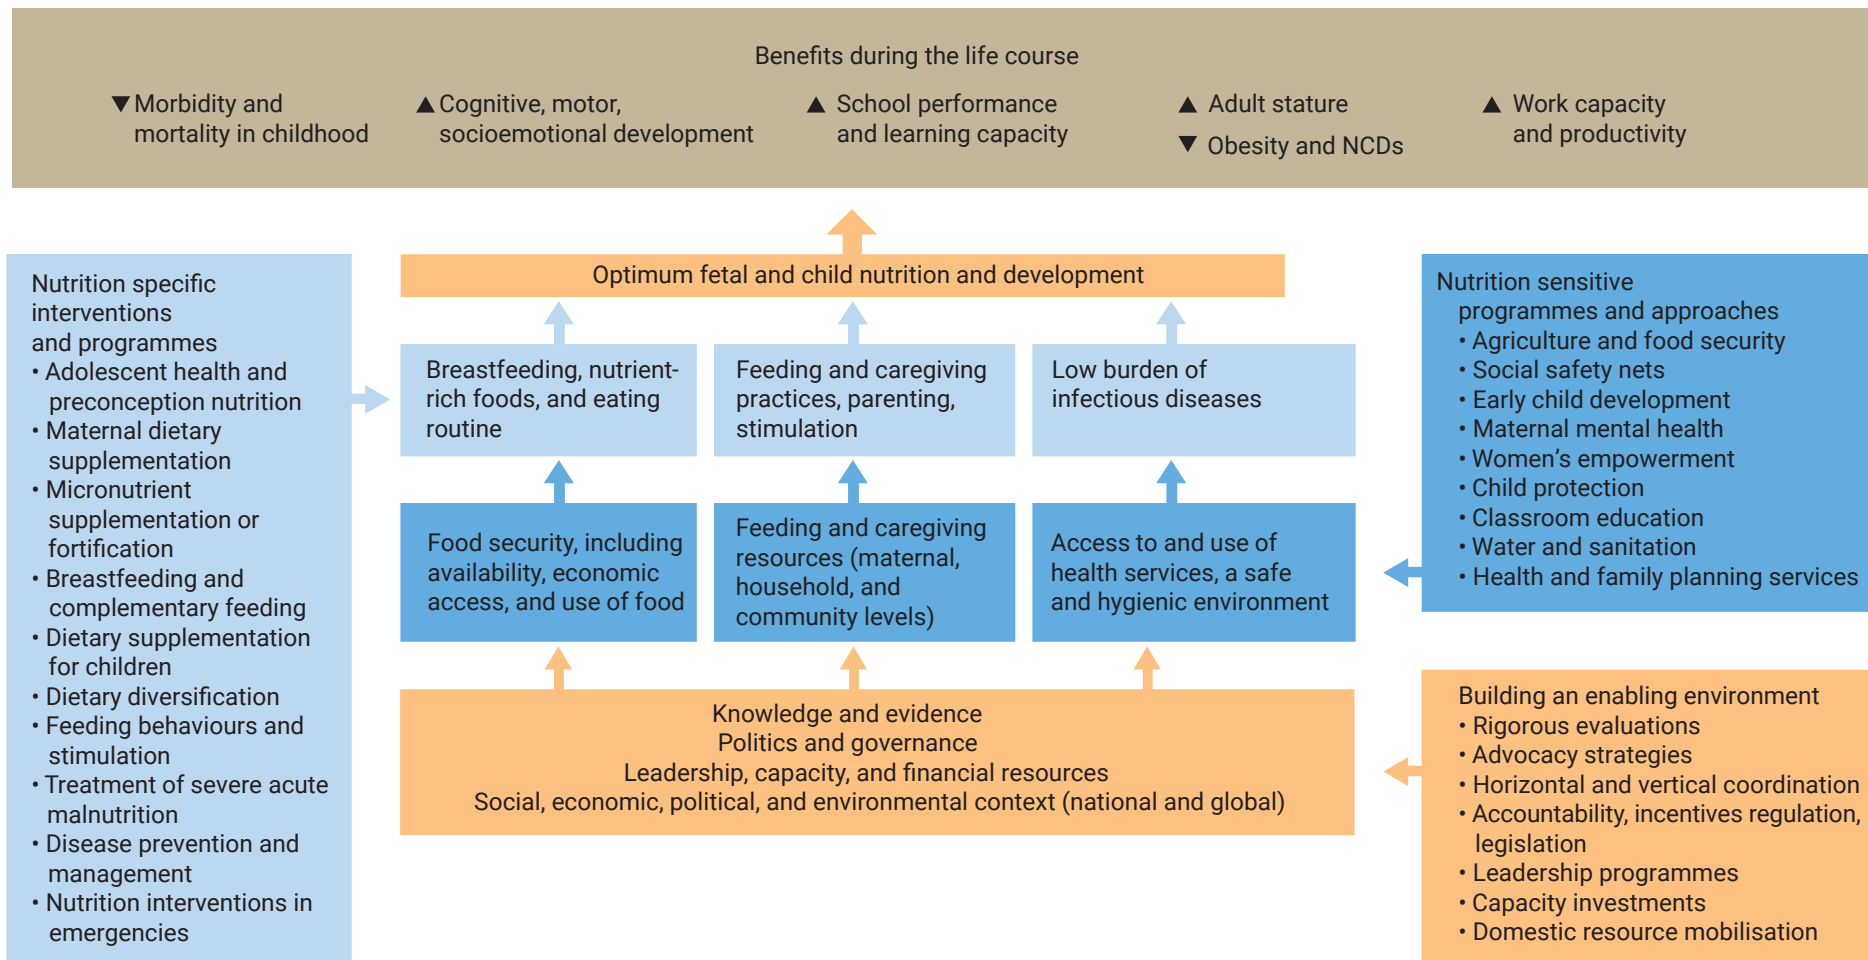 Benefits during the life course
▼ Morbidity and
mortality in childhood
▲ Cognitive, motor,
socioemotional development
▲ School performance
and learning capacity
▲ Adult stature
▼ Obesity and NCDs
▲ Work capacity
and productivity
Nutrition specific
interventions
and programmes
• Adolescent health and
preconception nutrition
• Maternal dietary
supplementation
• Micronutrient
supplementation or
fortification
• Breastfeeding and
complementary feeding
• Dietary supplementation
for children
• Dietary diversification
• Feeding behaviours and
stimulation
• Treatment of severe acute
malnutrition
• Disease prevention and
management
• Nutrition interventions in
emergencies
Optimum fetal and child nutrition and development
Breastfeeding, nutrient-
rich foods, and eating
routine
Feeding and caregiving
practices, parenting,
stimulation
Low burden of
infectious diseases
Food security, including
availability, economic
access, and use of food
Feeding and caregiving
resources (maternal,
household, and
community levels)
Access to and use of
health services, a safe
and hygienic environment
Knowledge and evidence
Politics and governance
Leadership, capacity, and financial resources
Social, economic, political, and environmental context (national and global)
Nutrition sensitive
programmes and approaches
• Agriculture and food security
• Social safety nets
• Early child development
• Maternal mental health
• Women's empowerment
• Child protection
• Classroom education
• Water and sanitation
• Health and family planning services
Building an enabling environment
• Rigorous evaluations
• Advocacy strategies
• Horizontal and vertical coordination
• Accountability, incentives regulation,
legislation
• Leadership programmes
• Capacity investments
• Domestic resource mobilisation